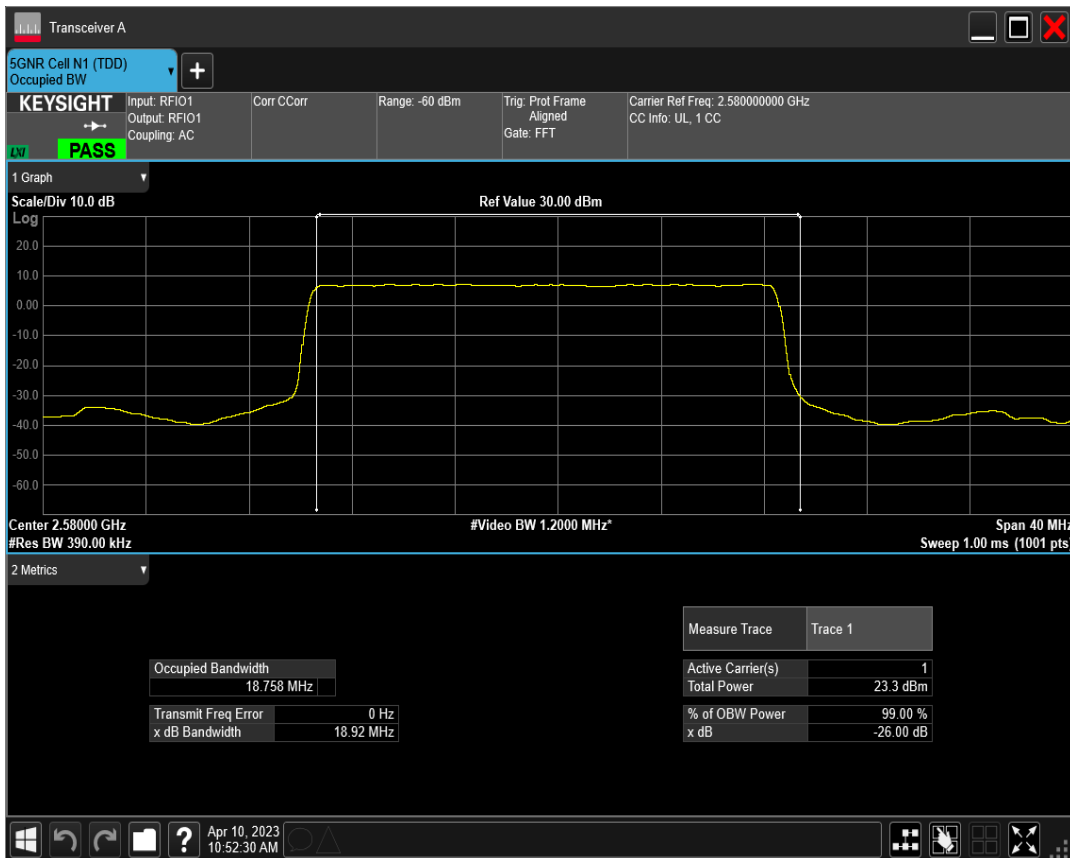 Transceiver A
5GNR Cell N1 (TDD)
Occupied BW
KEYSIGHT
LXI
PASS
Input: RFIO1
Output: RFIO1
Coupling: AC
Corr CCorr
Range: -60 dBm
Trig: Prot Frame
Aligned
Gate: FFT
Carrier Ref Freq: 2.580000000 GHz
CC Info: UL, 1 CC
1 Graph
Scale/Div 10.0 dB
Ref Value 30.00 dBm
Log
20.0
10.0
0.00
-10.0
-20.0
-30.0
-40.0
-50.0
-60.0
Center 2.58000 GHz
#Video BW 1.2000 MHz*
Span 40 MHz
#Res BW 390.00 kHz
Sweep 1.00 ms (1001 pts)
2 Metrics
Measure Trace Trace 1
Occupied Bandwidth
18.758 MHz
Active Carrier(s) 1
Total Power 23.3 dBm
Transmit Freq Error 0 Hz
x dB Bandwidth 18.92 MHz
% of OBW Power 99.00 %
x dB -26.00 dB
?
Apr 10, 2023
10:52:30 AM